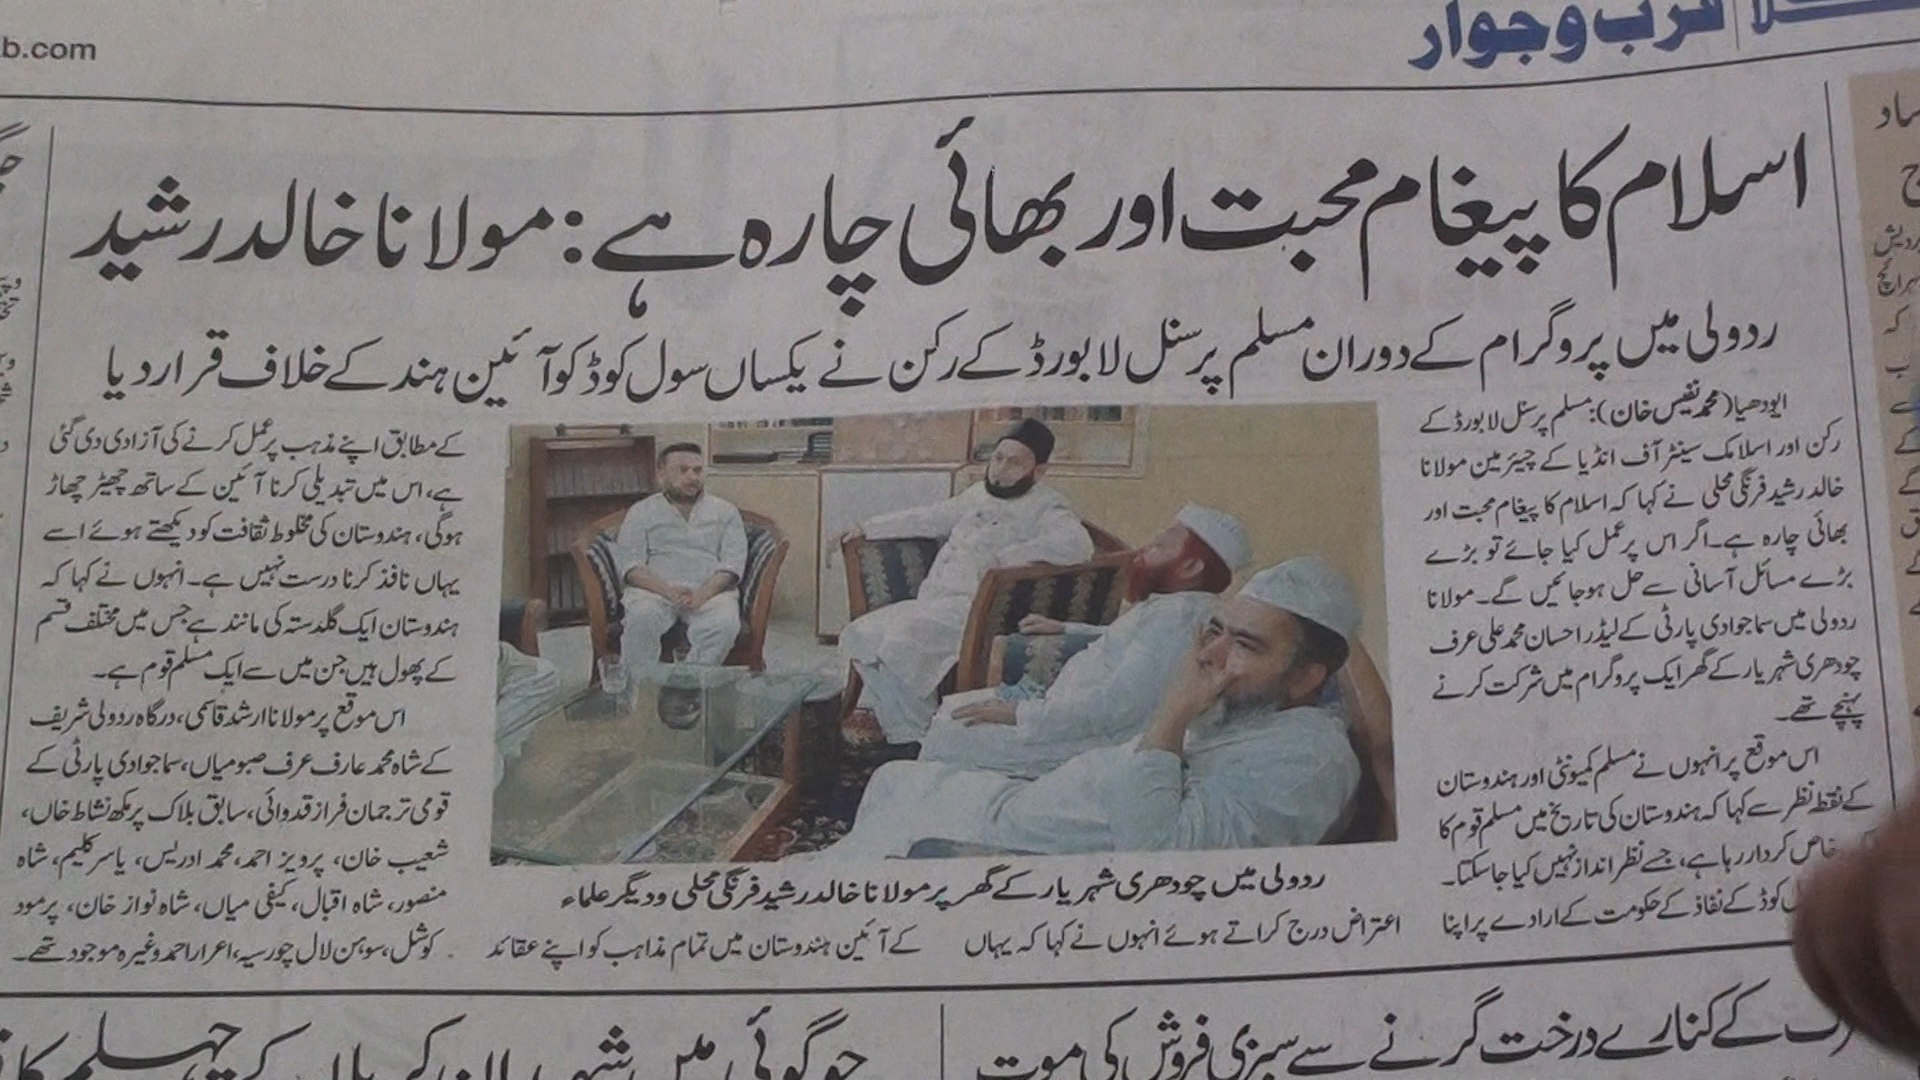 b.com
قرب و جوار
اسلام کا پیغام محبت اور بھائی چارہ ہے: مولانا خالد رشید
ردولی میں پروگرام کے دوران مسلم پرسنل لا بورڈ کے رکن نے یکساں سول کوڈ کو آئین ہند کے خلاف قرار دیا
ایودھیا (محمد نفیس خان): مسلم پرسنل لا بورڈ کے
رکن اور اسلامک سینٹر آف انڈیا کے چیئرمین مولانا
خالد رشید فرنگی محلی نے کہا کہ اسلام کا پیغام محبت اور
بھائی چارہ ہے۔ اگر اس پر عمل کیا جائے تو بڑے
بڑے مسائل آسانی سے حل ہو جائیں گے۔ مولانا
ردولی میں سماجوادی پارٹی کے لیڈر احسان محمد علی عرف
چودھری شہریار کے گھر ایک پروگرام میں شرکت کرنے
پہنچے تھے۔
اس موقع پر انہوں نے مسلم کمیونٹی اور ہندوستان
کے نقطہ نظر سے کہا کہ ہندوستان کی تاریخ میں مسلم قوم کا
خاص کردار رہا ہے، جسے نظر انداز نہیں کیا جا سکتا۔
کوڈ کے نفاذ کے حکومت کے ارادے پر اپنا
ردولی میں چودھری شہریار کے گھر پر مولانا خالد رشید فرنگی محلی و دیگر علماء
اعتراض درج کراتے ہوئے انہوں نے کہا کہ یہاں
کے آئین ہندوستان میں تمام مذاہب کو اپنے عقائد
کے مطابق اپنے مذہب پر عمل کرنے کی آزادی دی گئی
ہے، اس میں تبدیلی کرنا آئین کے ساتھ چھیڑ چھاڑ
ہوگی، ہندوستان کی مخلوط ثقافت کو دیکھتے ہوئے اسے
یہاں نافذ کرنا درست نہیں ہے۔ انہوں نے کہا کہ
ہندوستان ایک گلدستہ کی مانند ہے جس میں مختلف قسم
کے پھول ہیں جن میں سے ایک مسلم قوم ہے۔
اس موقع پر مولانا ارشد قاسمی، درگاہ ردولی شریف
کے شاہ محمد عارف عرف صبو میاں، سماجوادی پارٹی کے
قومی ترجمان فراز قدوائی، سابق بلاک پرمکھ نشاط خاں،
شعیب خان، پرویز احمد، محمد ادریس، یاسر کلیم، شاہ
منصور، شاہ اقبال، کیفی میاں، شاہ نواز خان، پرمود
کوشل، سوہن لال چورسیہ، اعرار احمد وغیرہ موجود تھے۔
کے کنارے درخت گرنے سے سبزی فروش کی موت